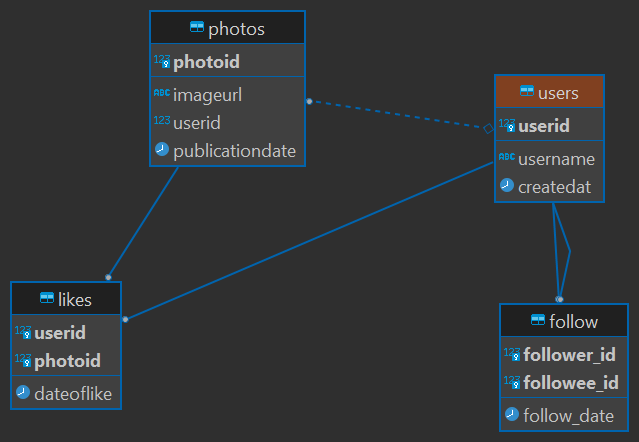 photos
123 photoid
ABC imageurl
123 userid
publicationdate
users
123 userid
ABC username
createdat
likes
123 userid
123 photoid
dateoflike
follow
123 follower_id
123 followee_id
follow_date